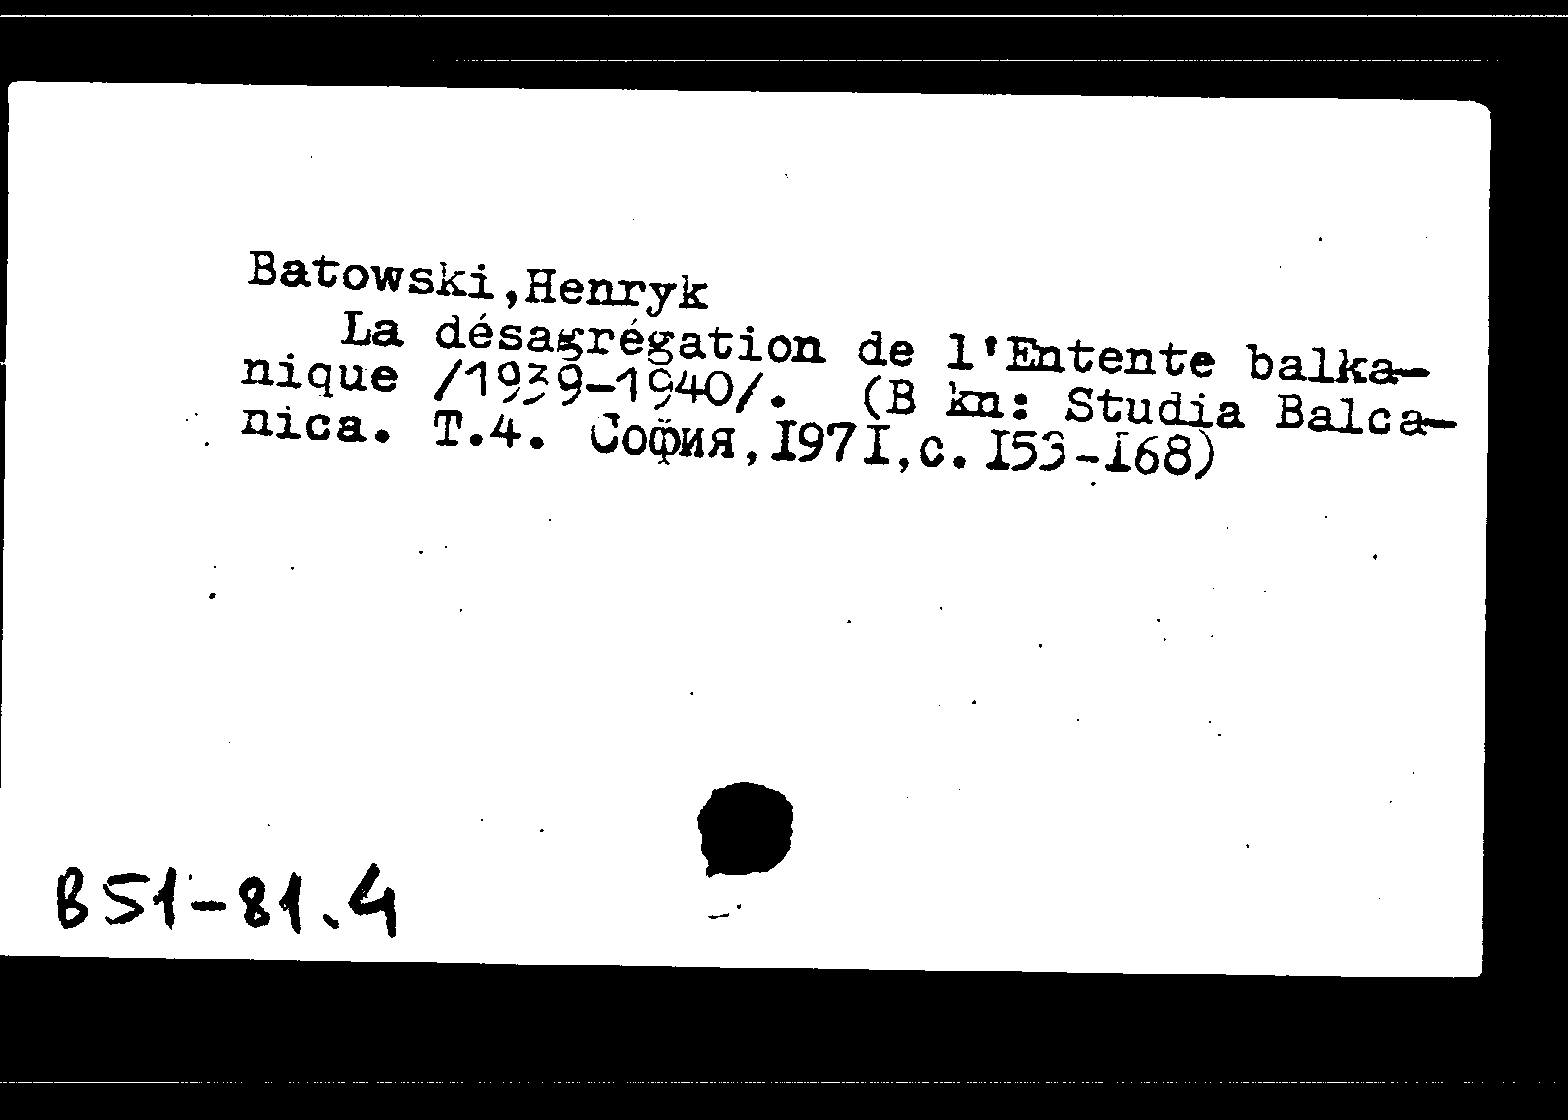 Batowski,Henryk
La désagrégation de l'Entente balka-
nique /1939-1940/. (B kn: Studia Balca-
nica. T.4. София,I97I,с.I53-I68)
B51-81.4